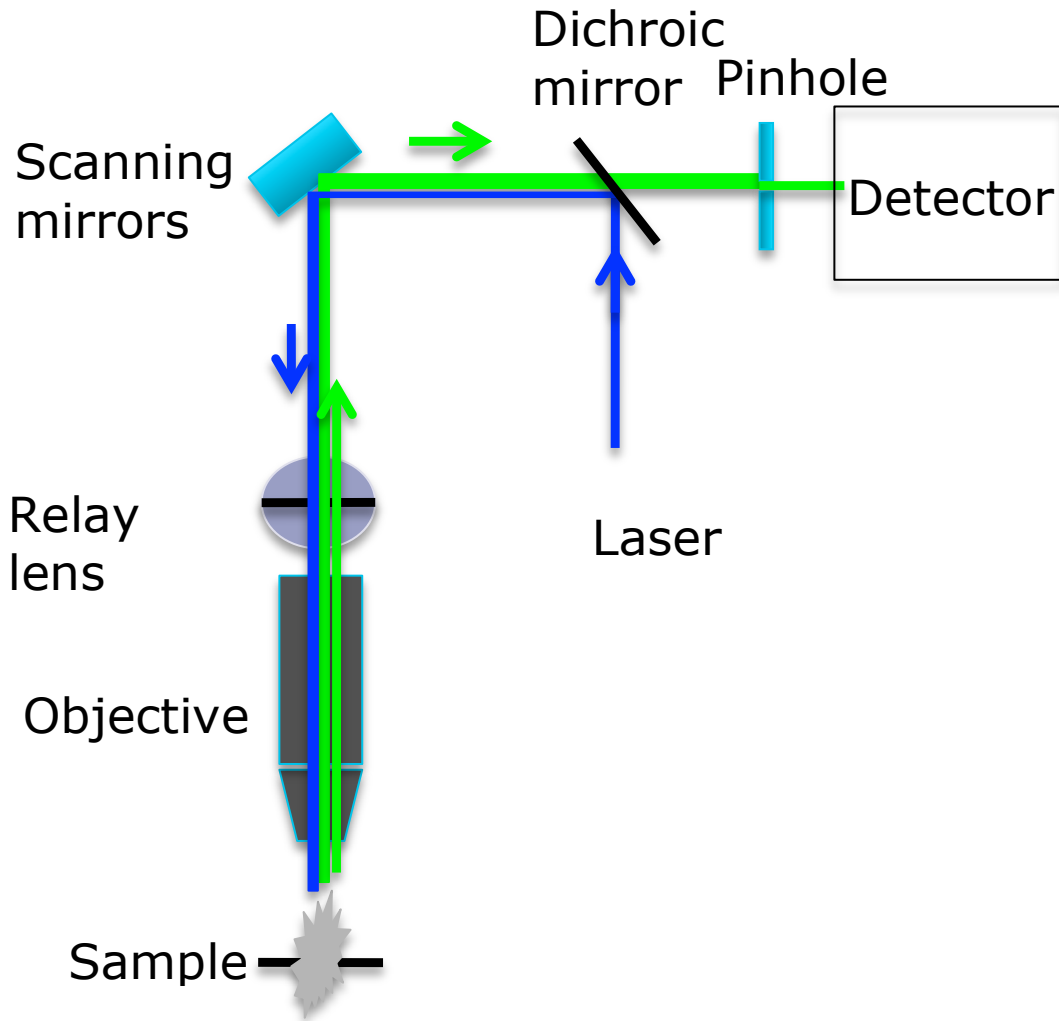 Dichroic
mirror
Pinhole
Scanning
mirrors
Detector
Relay
lens
Laser
Objective
Sample